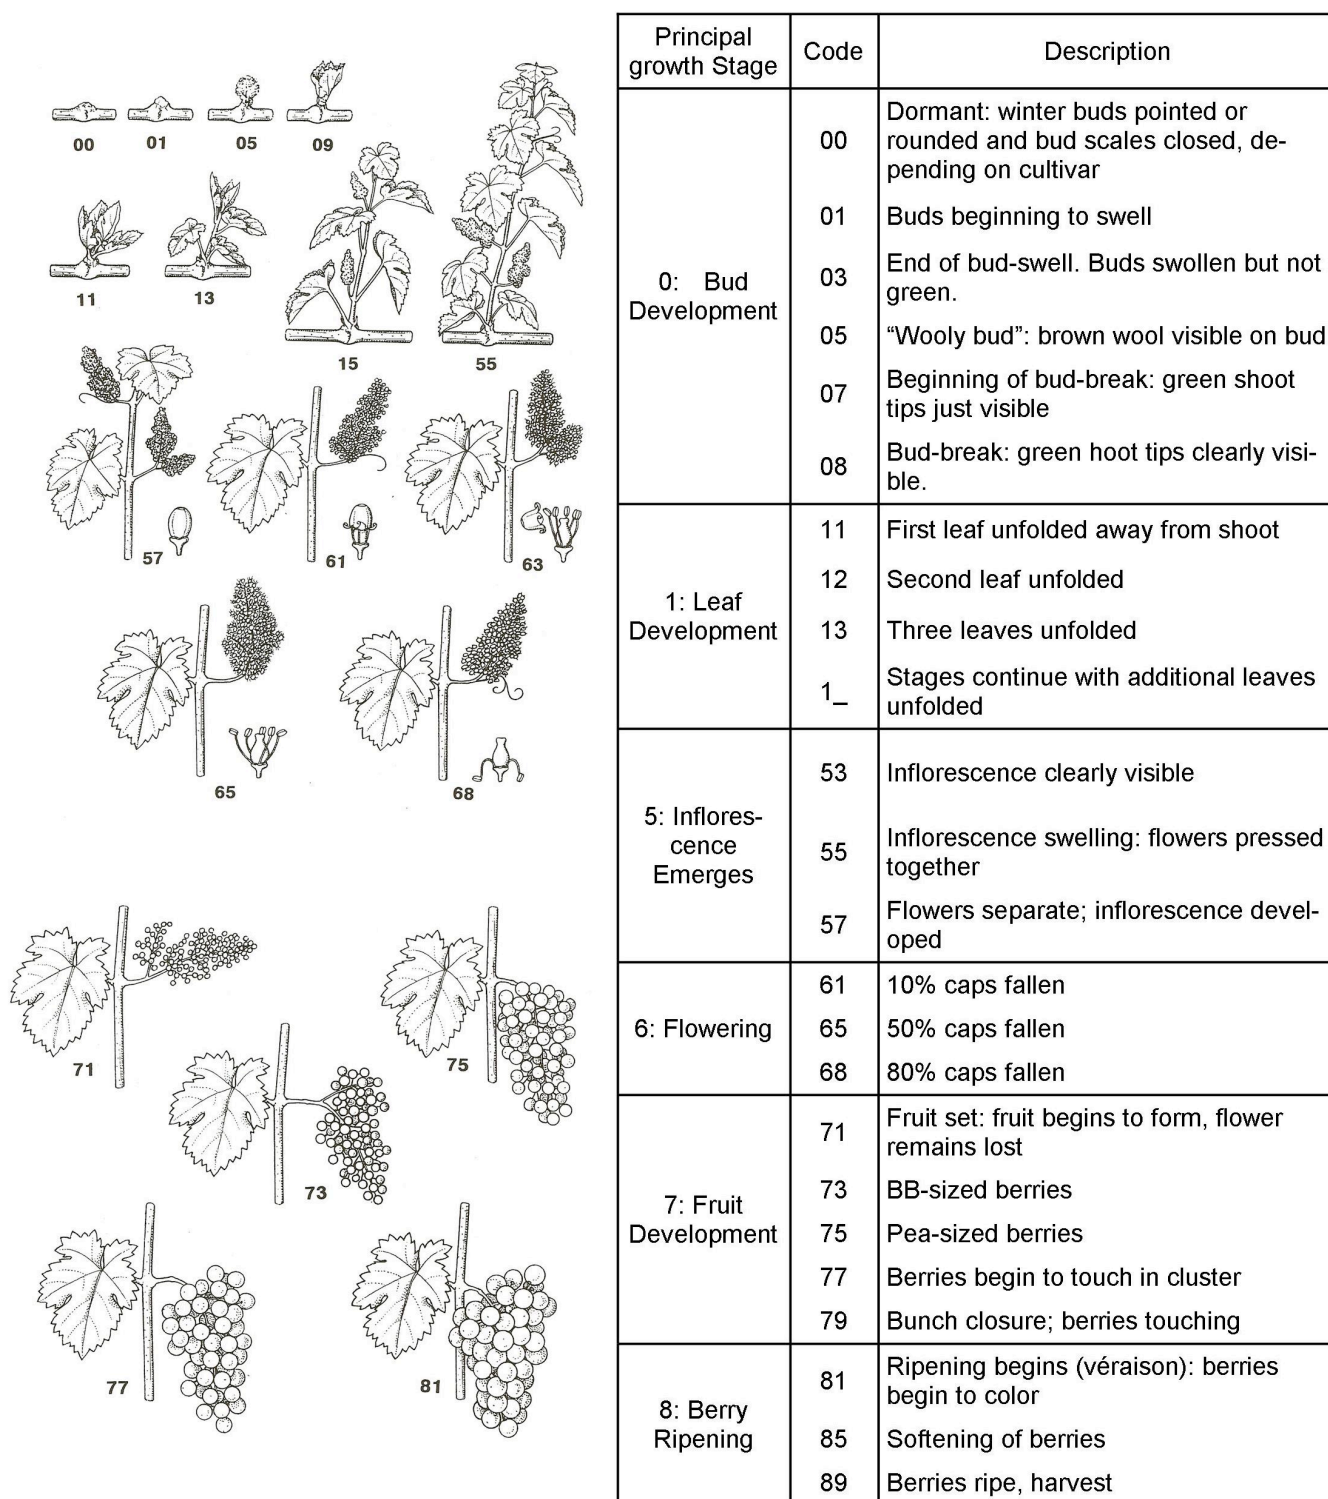 00
01
05
09
11
13
15
55
57
61
63
65
68
71
75
73
77
81
Principal
growth Stage
Code
Description
0: Bud
Development
00
Dormant: winter buds pointed or
rounded and bud scales closed, de-
pending on cultivar
01
Buds beginning to swell
03
End of bud-swell. Buds swollen but not
green.
05
“Wooly bud”: brown wool visible on bud
07
Beginning of bud-break: green shoot
tips just visible
08
Bud-break: green hoot tips clearly visi-
ble.
1: Leaf
Development
11
First leaf unfolded away from shoot
12
Second leaf unfolded
13
Three leaves unfolded
1_
Stages continue with additional leaves
unfolded
5: Inflores-
cence
Emerges
53
Inflorescence clearly visible
55
Inflorescence swelling: flowers pressed
together
57
Flowers separate; inflorescence devel-
oped
6: Flowering
61
10% caps fallen
65
50% caps fallen
68
80% caps fallen
7: Fruit
Development
71
Fruit set: fruit begins to form, flower
remains lost
73
BB-sized berries
75
Pea-sized berries
77
Berries begin to touch in cluster
79
Bunch closure; berries touching
8: Berry
Ripening
81
Ripening begins (véraison): berries
begin to color
85
Softening of berries
89
Berries ripe, harvest